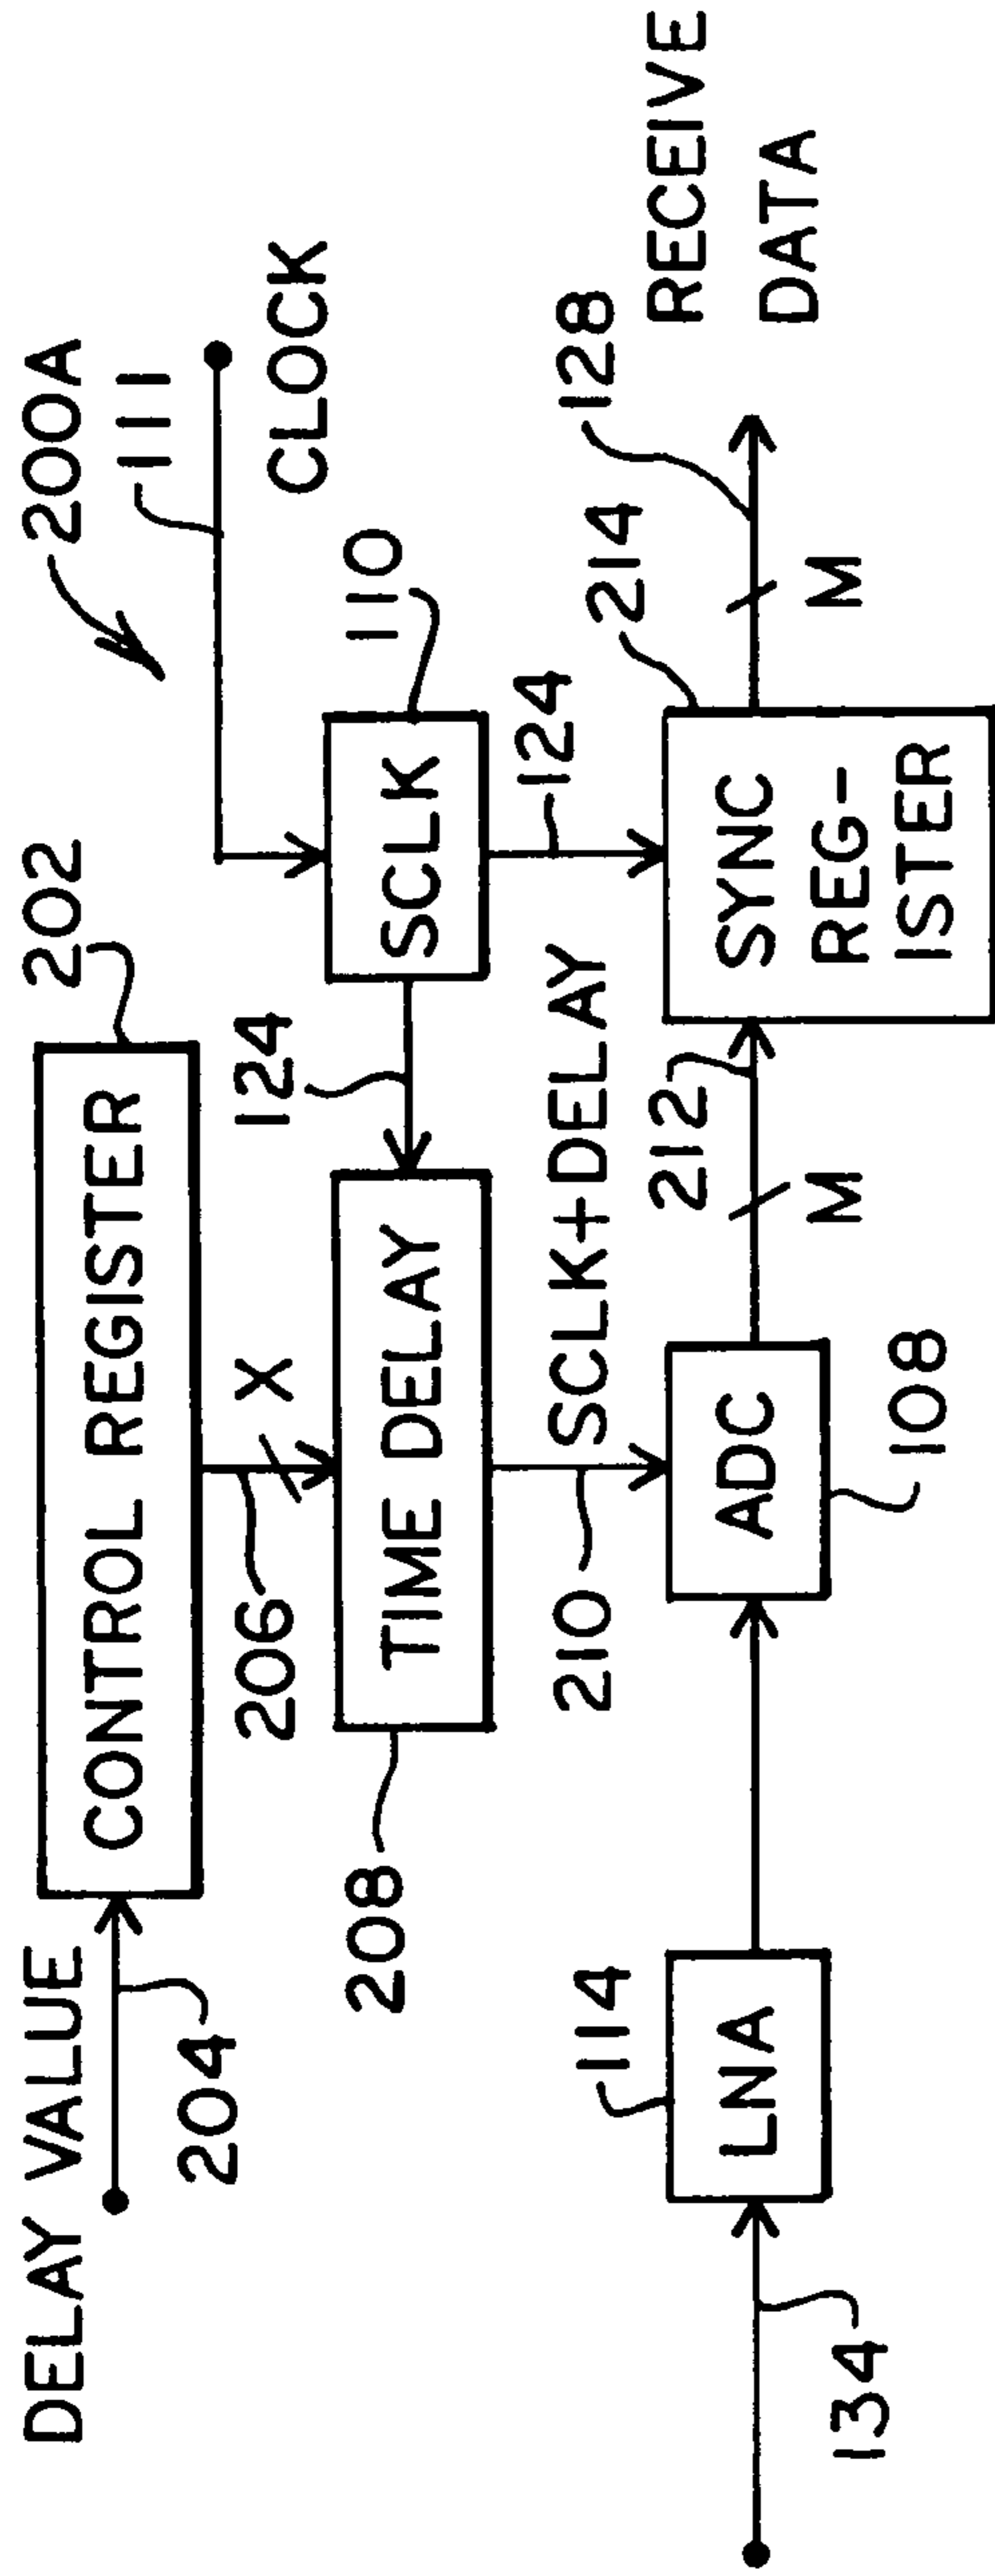 200A
DELAY VALUE
204
CONTROL REGISTER
202
111
CLOCK
206
X
124
110
208
TIME DELAY
SCLK
210
SCLK+DELAY
124
114
212
214
128
RECEIVE
DATA
LNA
ADC
SYNC
REG-
ISTER
134
108
M
M